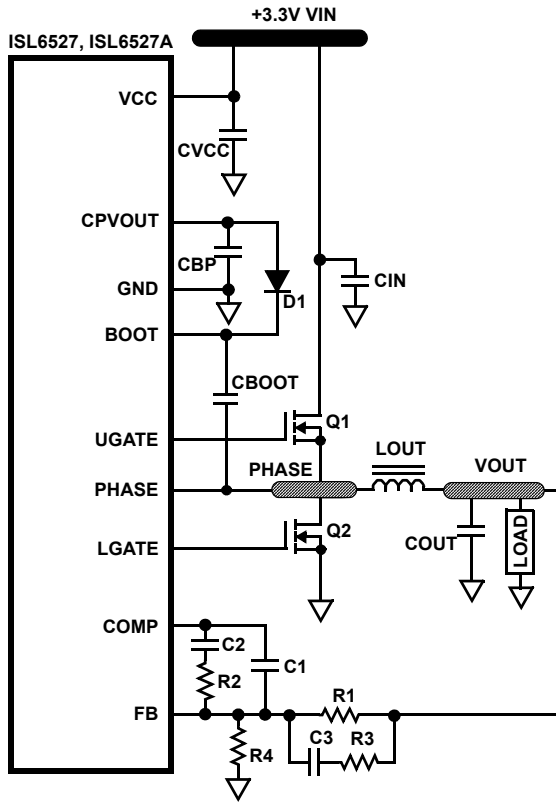 +3.3V VIN
ISL6527, ISL6527A
VCC
CVCC
CPVOUT
CBP
GND
D1
CIN
BOOT
CBOOT
Q1
UGATE
LOUT
PHASE
VOUT
PHASE
Q2
COUT
LOAD
LGATE
COMP
C2
C1
R2
R1
FB
C3
R3
R4